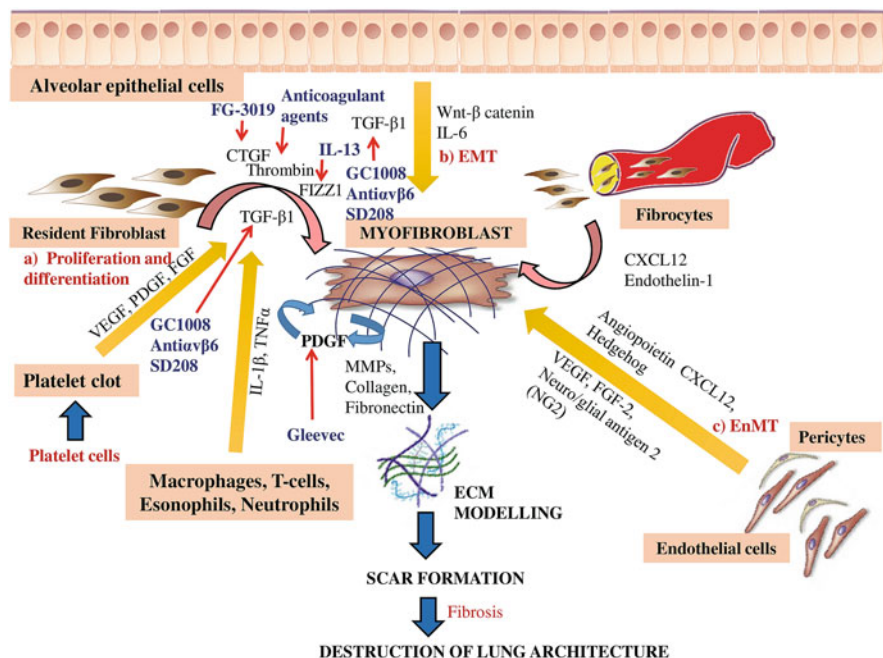 Alveolar epithelial cells
FG-3019
Anticoagulant
agents
CTGF
Thrombin
IL-13
FIZZ1
TGF-β1
TGF-β1
GC1008
Antiαvβ6
SD208
Wnt-β catenin
IL-6
b) EMT
Resident Fibroblast
a) Proliferation and
differentiation
MYOFIBROBLAST
Fibrocytes
CXCL12
Endothelin-1
VEGF, PDGF, FGF
GC1008
Antiαvβ6
SD208
IL-1β, TNFα
PDGF
Gleevec
MMPs,
Collagen,
Fibronectin
Angiopoietin CXCL12,
Hedgehog
VEGF, FGF-2,
Neuro/glial antigen 2
(NG2)
c) EnMT
Pericytes
Endothelial cells
Platelet clot
Platelet cells
Macrophages, T-cells,
Esonophils, Neutrophils
ECM
MODELLING
SCAR FORMATION
Fibrosis
DESTRUCTION OF LUNG ARCHITECTURE